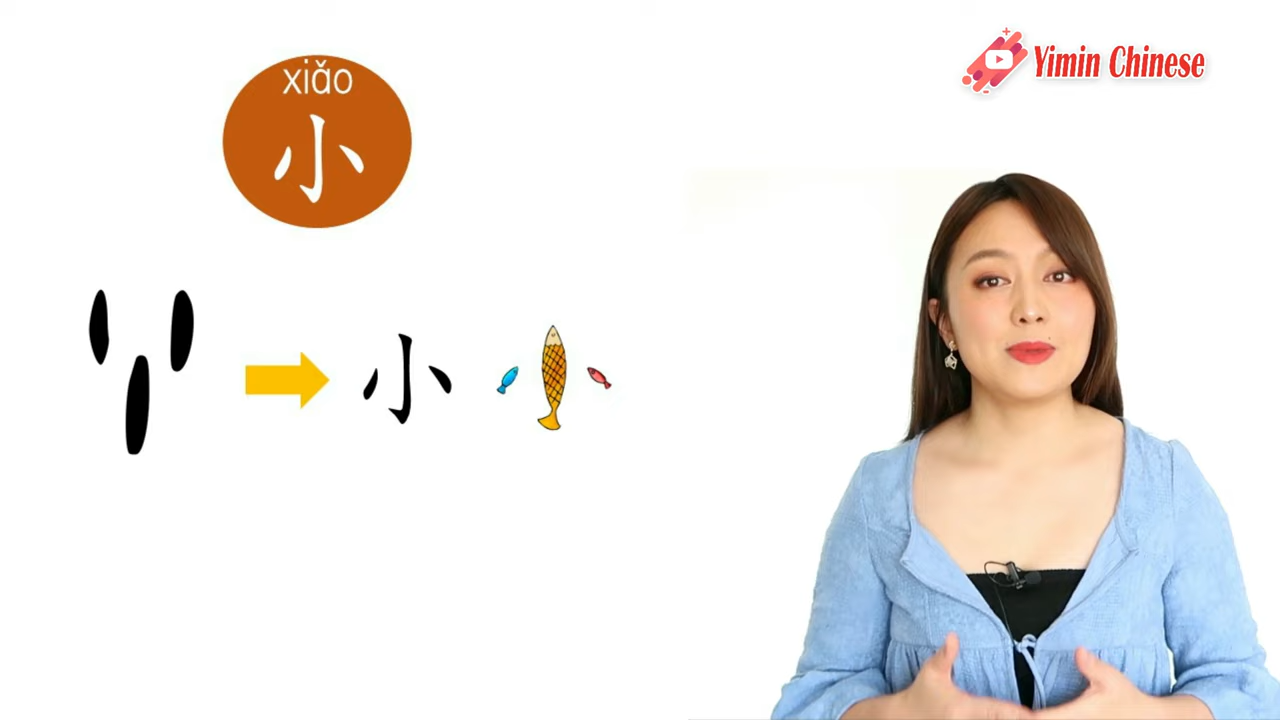 xiǎo
小
小
Yimin Chinese